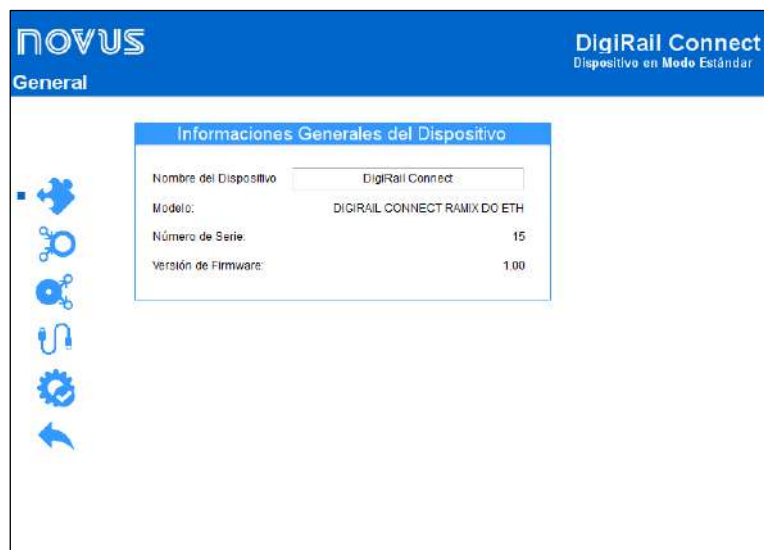 NOVUS
DigiRail Connect
Dispositivo en Modo Estándar
General
Informaciones Generales del Dispositivo
Nombre del Dispositivo DigiRail Connect
Modelo: DIGIRAIL CONNECT RAMIX DO ETH
Número de Serie: 15
Versión de Firmware: 1.00